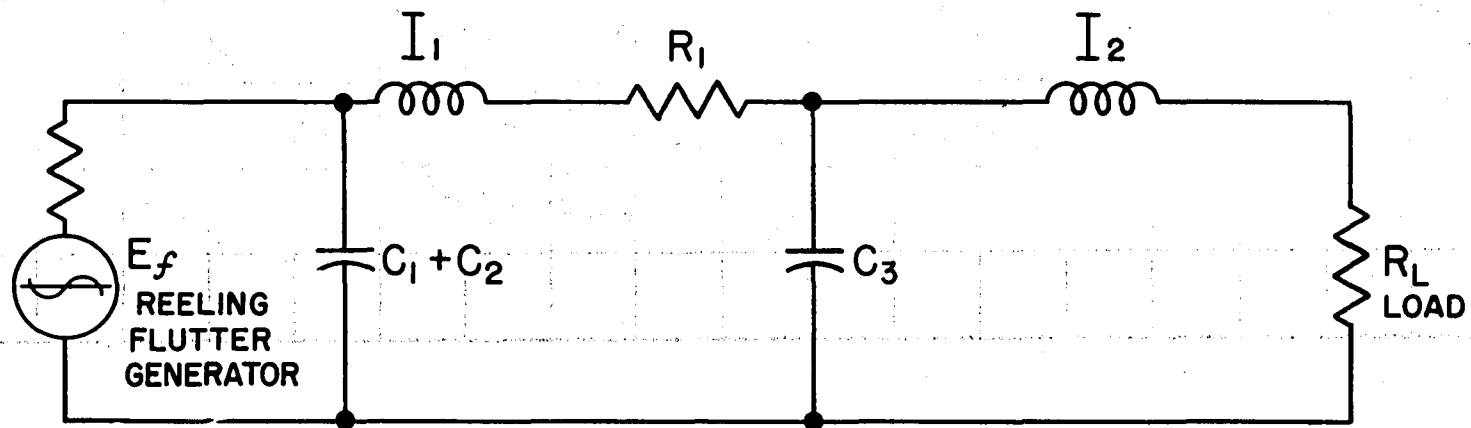 I1
R1
I2
Ef
REELING
FLUTTER
GENERATOR
C1 + C2
C3
RL
LOAD